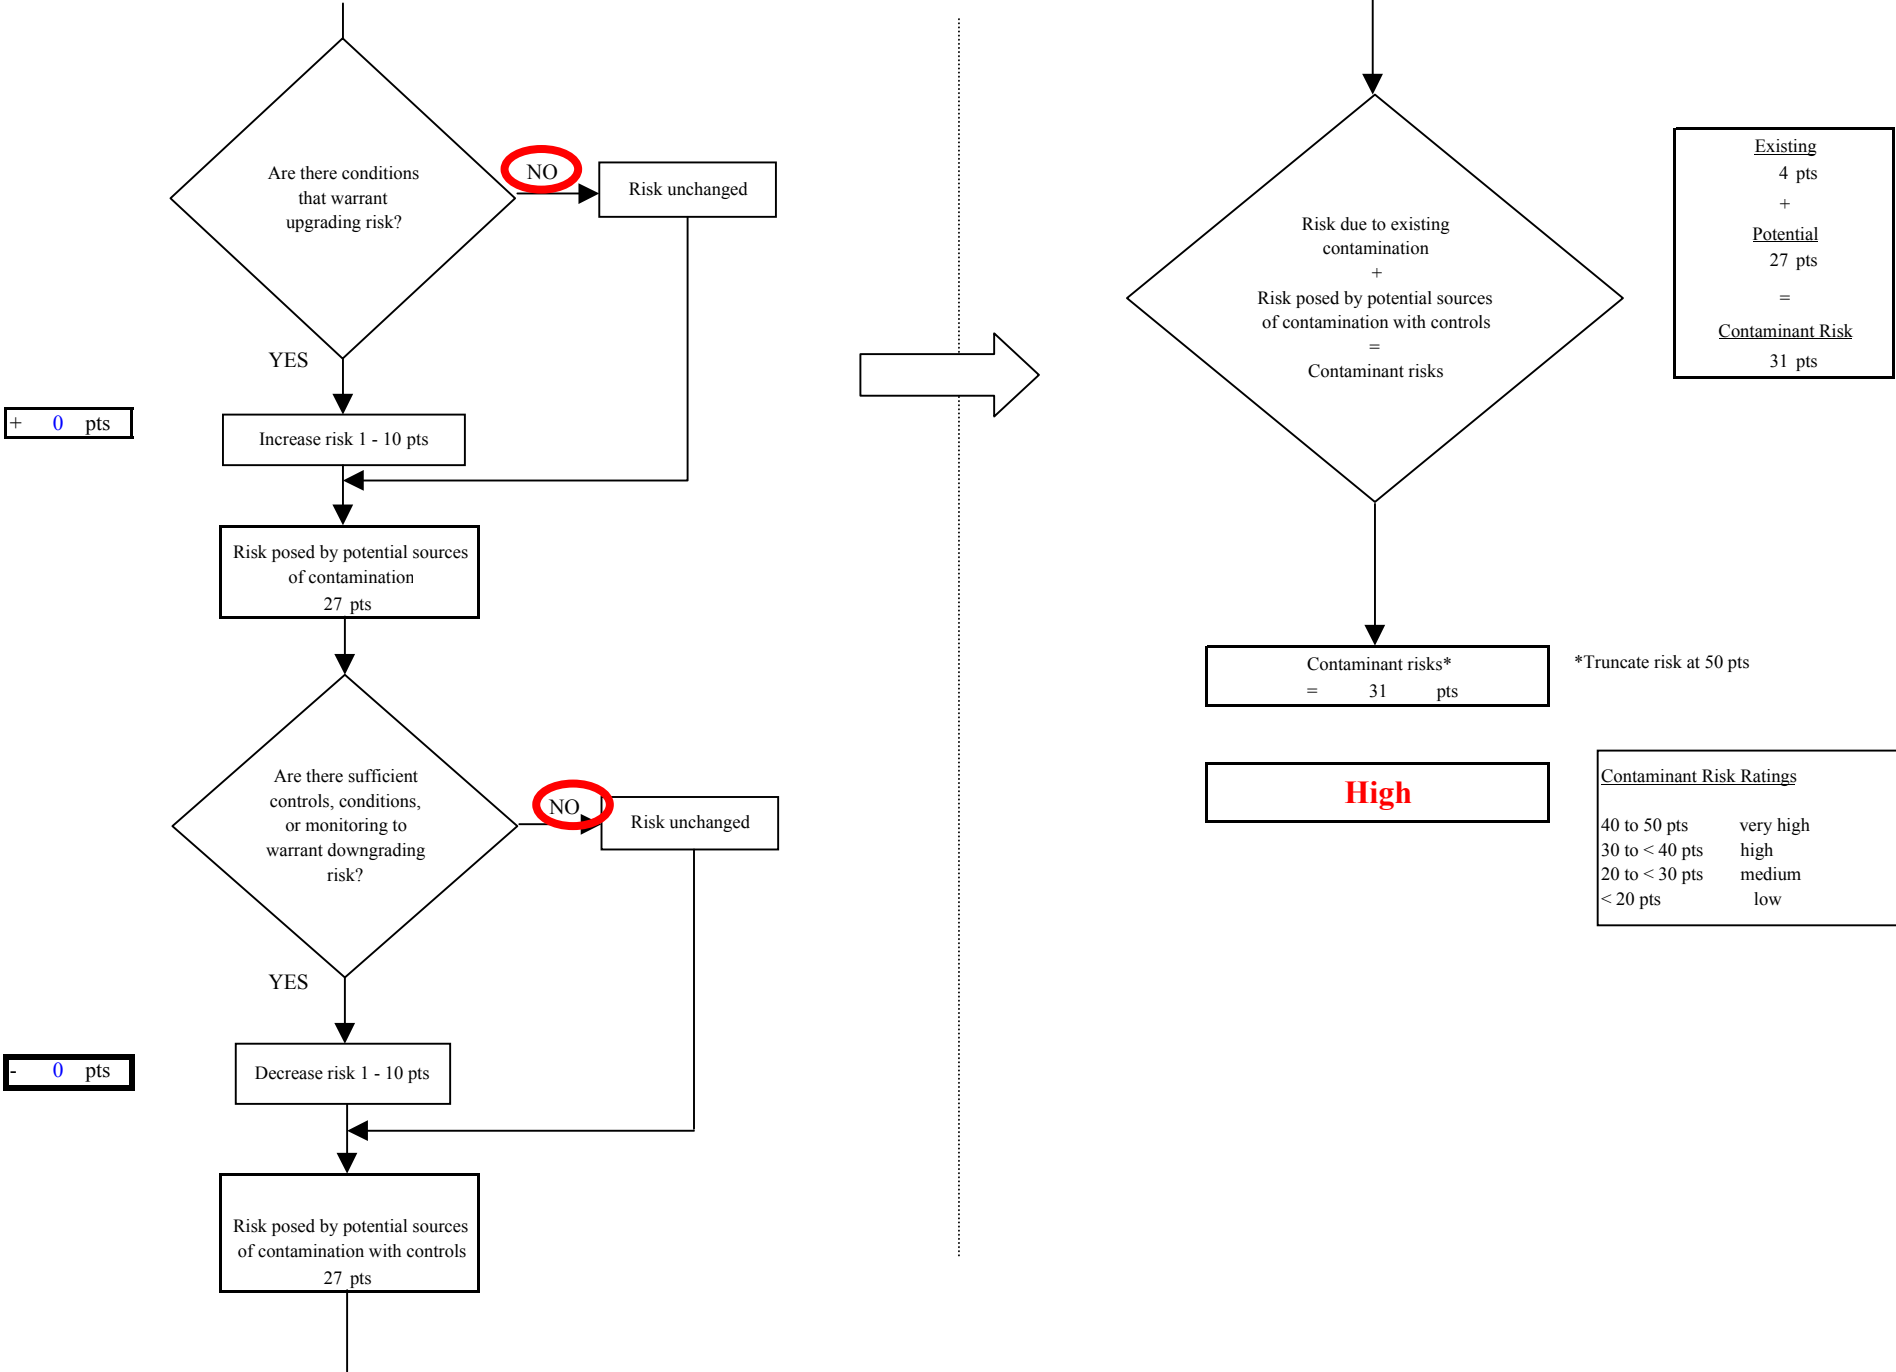 Are there conditions
that warrant
upgrading risk?
NO
Risk unchanged
YES
+ 0 pts
Increase risk 1 - 10 pts
Risk posed by potential sources
of contamination
27 pts
Are there sufficient
controls, conditions,
or monitoring to
warrant downgrading
risk?
NO
Risk unchanged
YES
- 0 pts
Decrease risk 1 - 10 pts
Risk posed by potential sources
of contamination with controls
27 pts
Risk due to existing
contamination
+
Risk posed by potential sources
of contamination with controls
=
Contaminant risks
Existing
4 pts
+
Potential
27 pts
=
Contaminant Risk
31 pts
Contaminant risks*
= 31 pts
*Truncate risk at 50 pts
High
Contaminant Risk Ratings
40 to 50 pts very high
30 to < 40 pts high
20 to < 30 pts medium
< 20 pts low